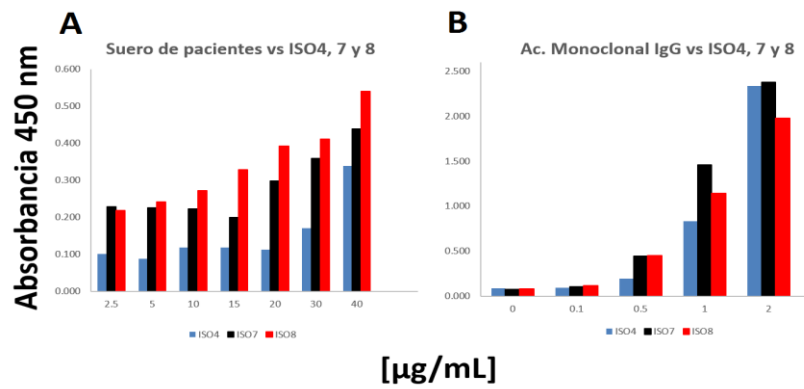 A
Suero de pacientes vs ISO4, 7 y 8
Absorbancia 450 nm
0.600
0.500
0.400
0.300
0.200
0.100
0.000
2.5 5 10 15 20 30 40
ISO4 ISO7 ISO8
B
Ac. Monoclonal IgG vs ISO4, 7 y 8
2.500
2.000
1.500
1.000
0.500
0.000
0 0.1 0.5 1 2
ISO4 ISO7 ISO8
[µg/mL]